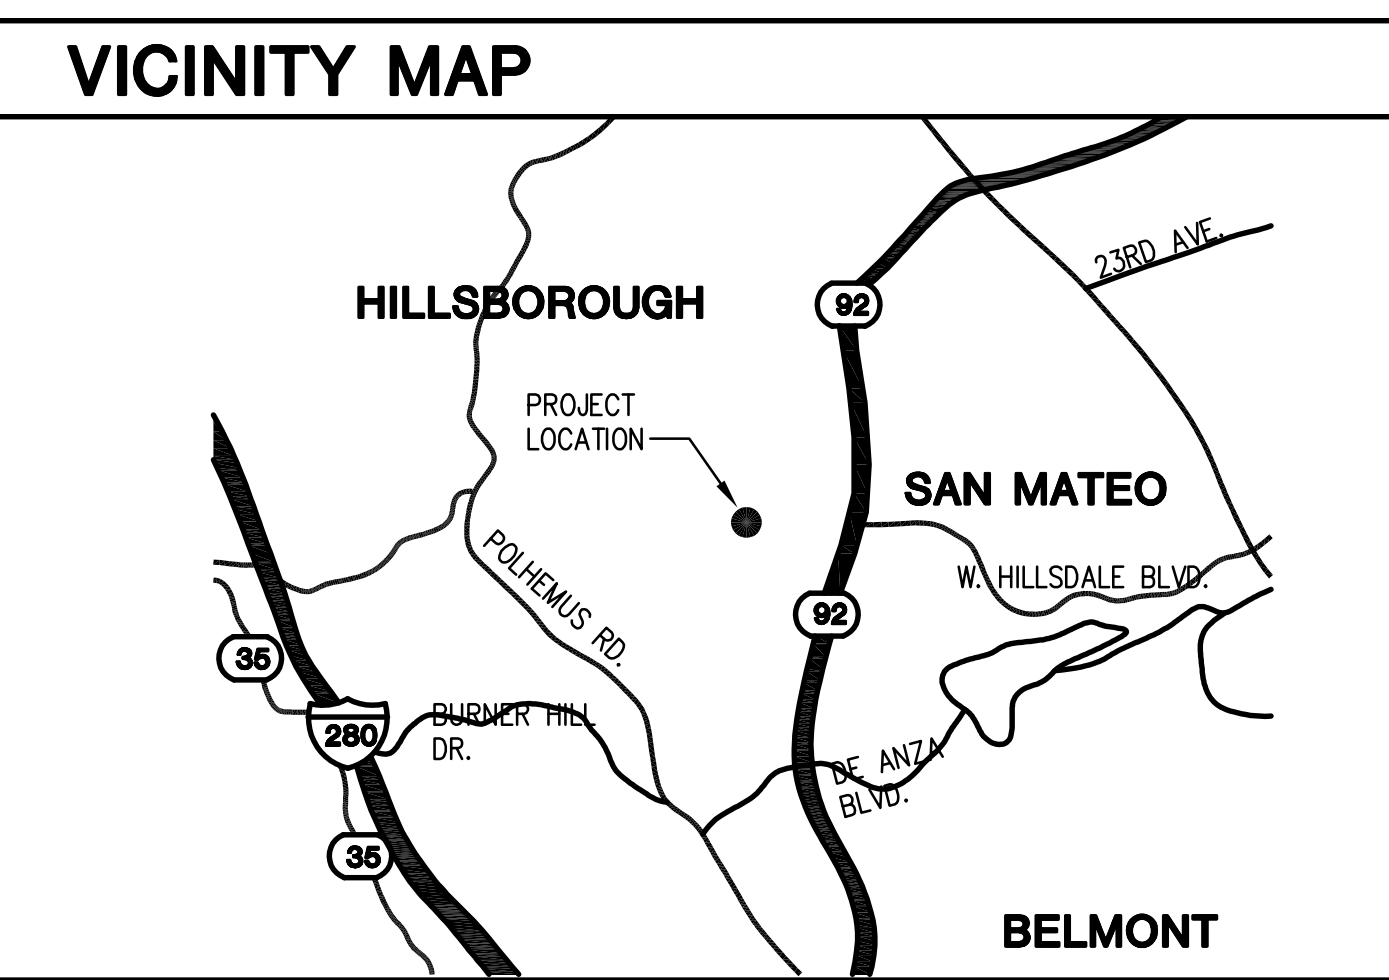 VICINITY MAP
23RD AVE.
HILLSBOROUGH
92
PROJECT
LOCATION
SAN MATEO
POLHEMUS RD.
W. HILLSDALE BLVD.
92
35
BURNER HILL
DR.
280
DE ANZA
BLVD.
35
BELMONT